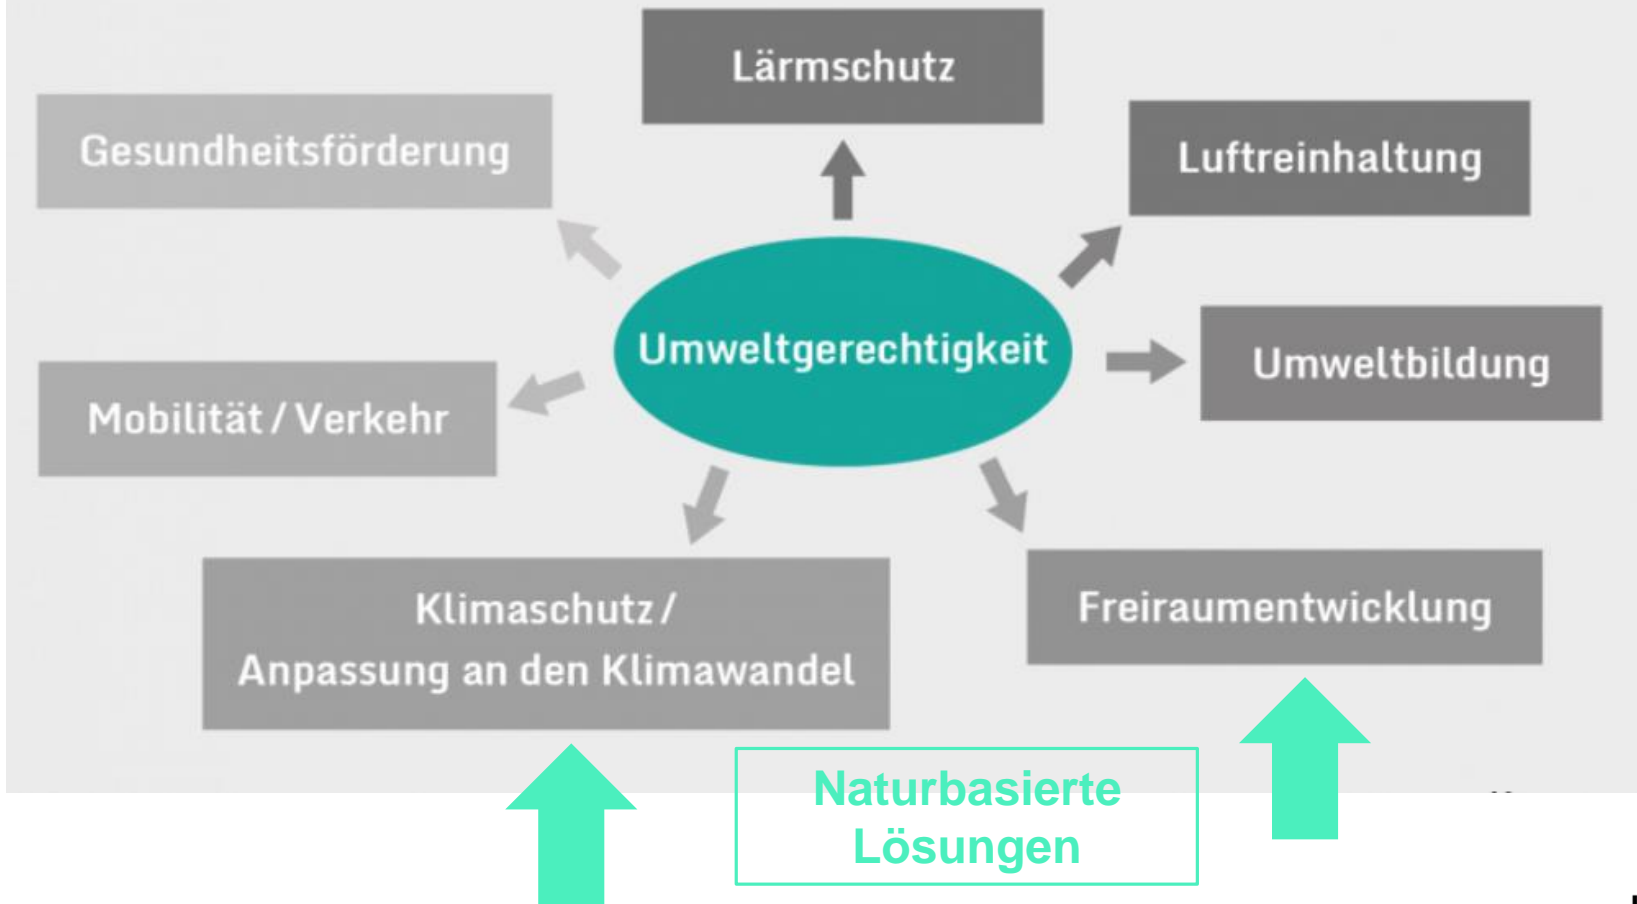 Lärmschutz
Gesundheitsförderung
Luftreinhaltung
Umweltgerechtigkeit
Umweltbildung
Mobilität / Verkehr
Klimaschutz /
Anpassung an den Klimawandel
Freiraumentwicklung
Naturbasierte
Lösungen